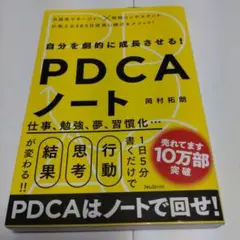 自分を劇的に成長させる!
PDCA
ノート
岡村拓朗
仕事、勉強、夢、習慣化…
1日5分
書くだけで
行動
思考
結果
が変わる!!
売れてます
10万部
突破
PDCAはノートで回せ!